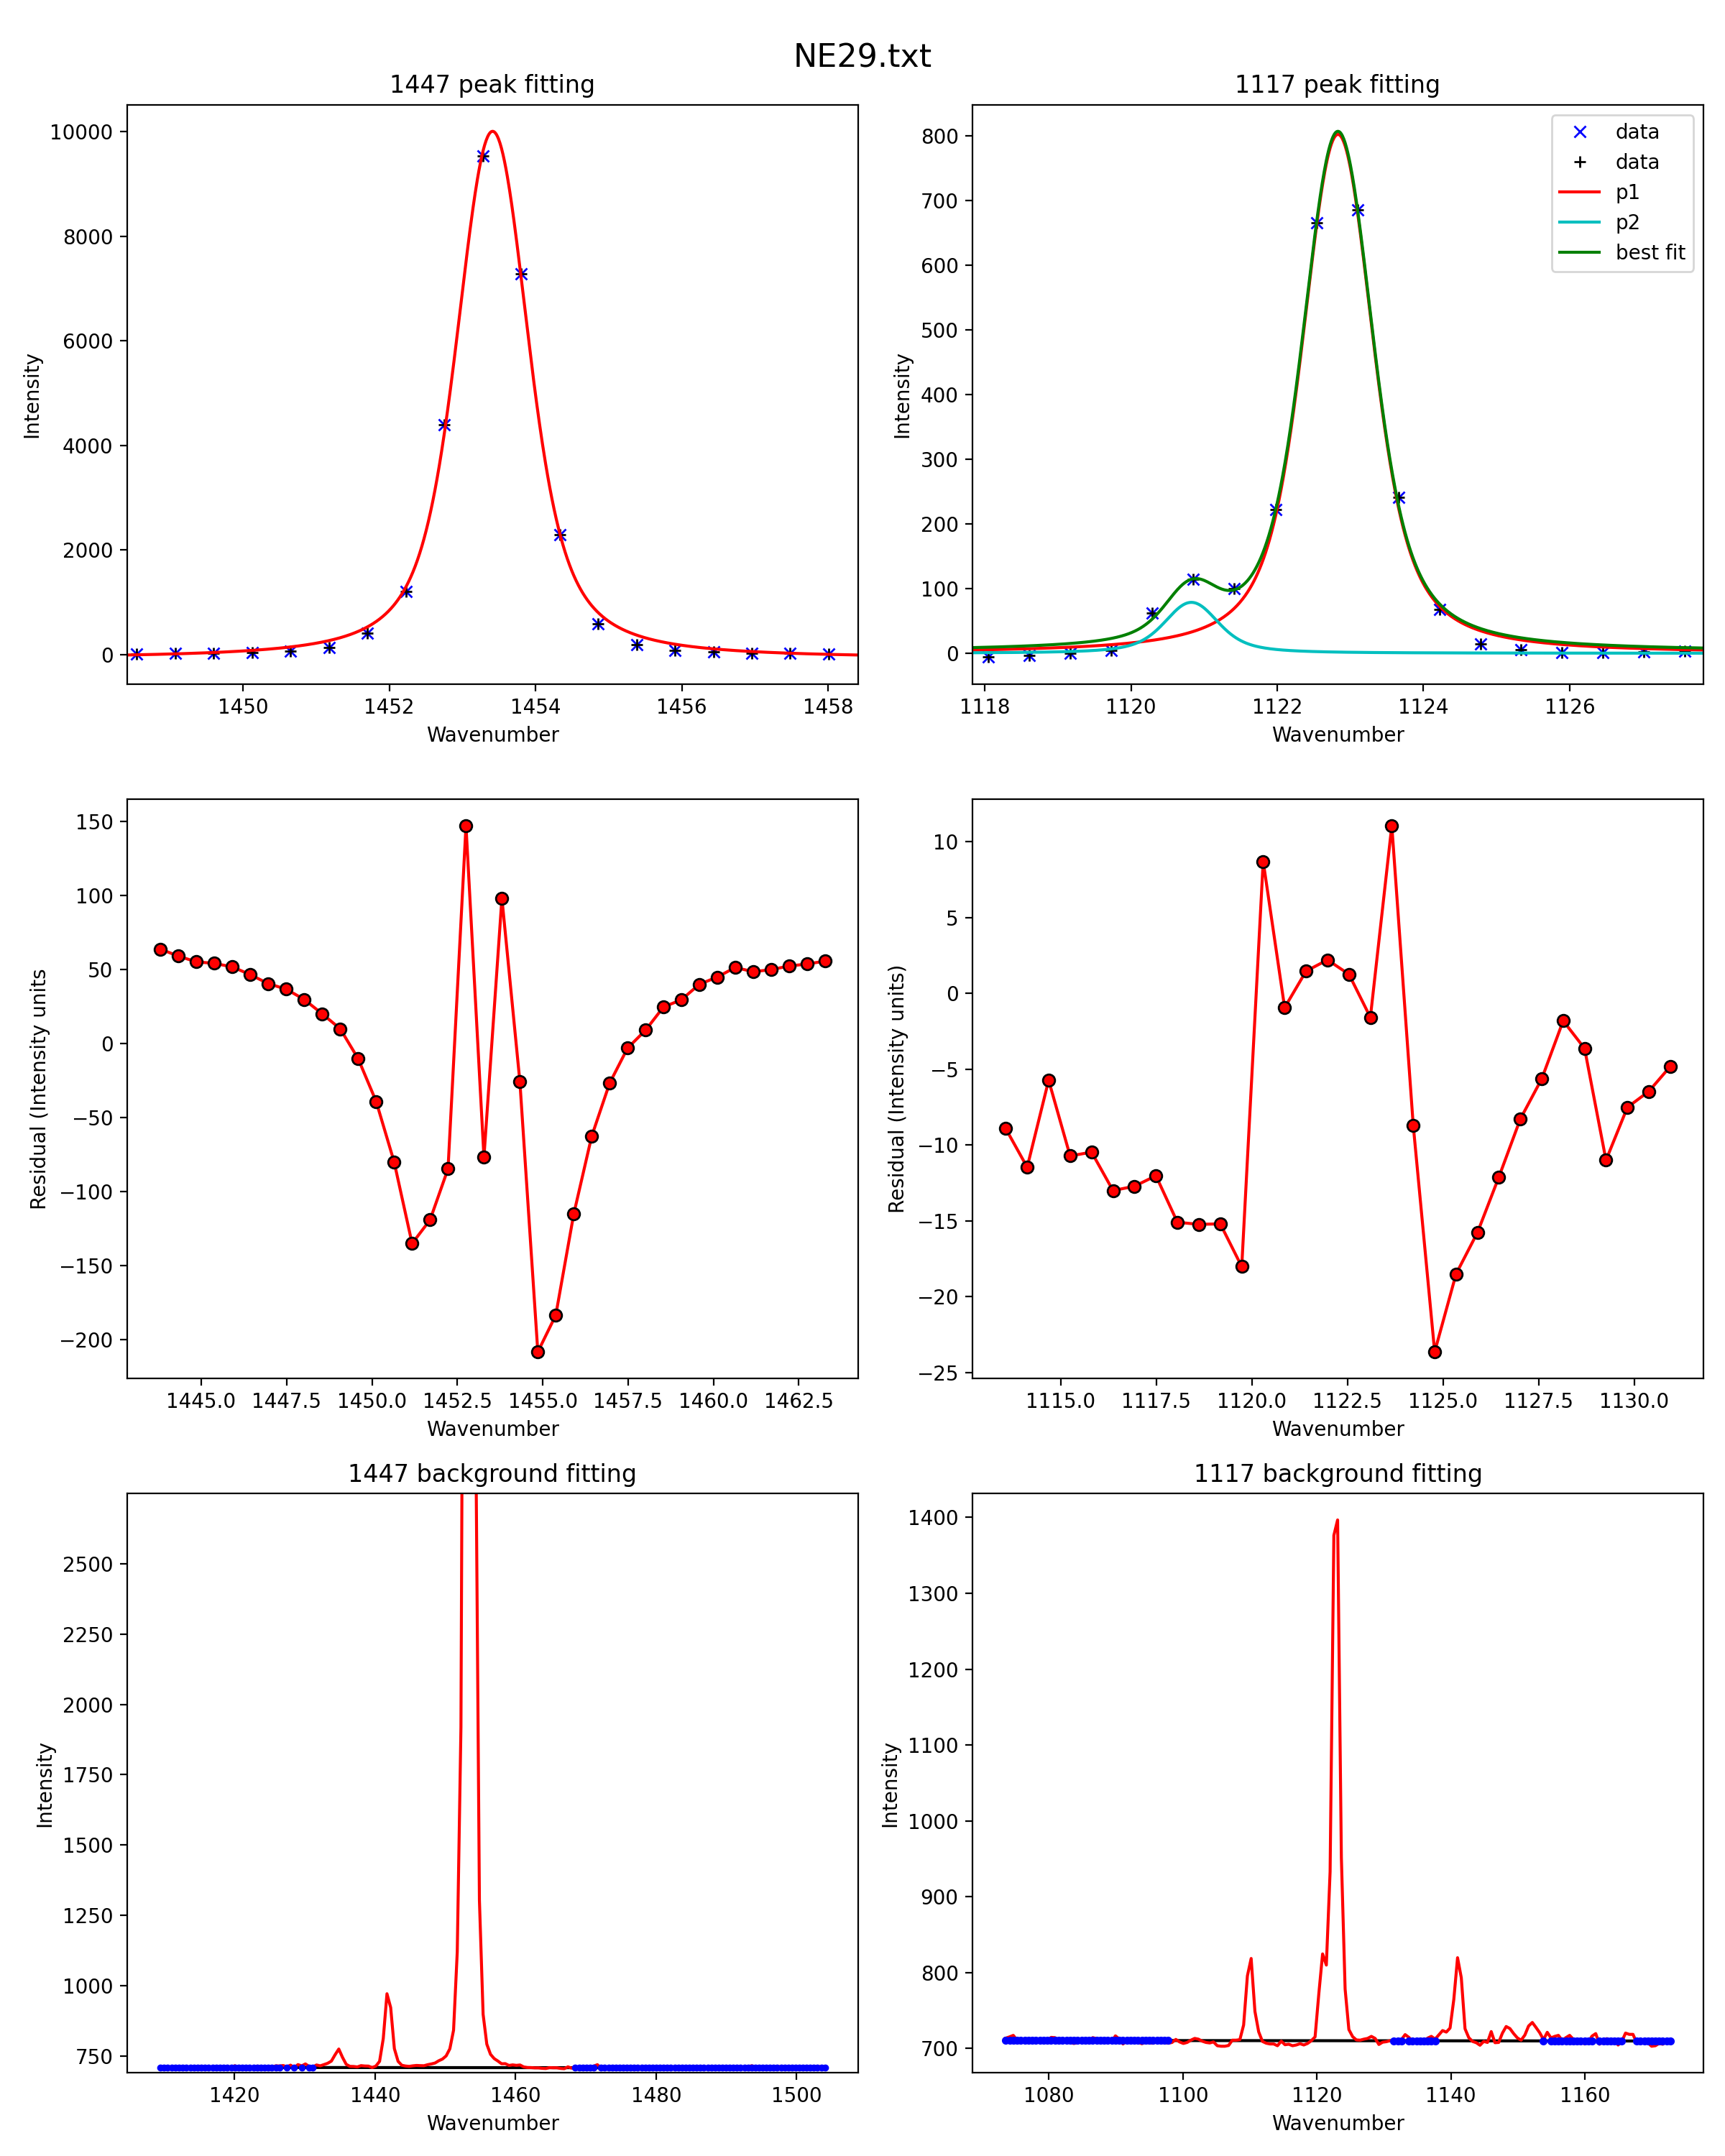 NE29.txt
1447 peak fitting
10000
8000
6000
4000
2000
0
Intensity
1450 1452 1454 1456 1458
Wavenumber
1117 peak fitting
800
700
600
500
400
300
200
100
0
Intensity
1118 1120 1122 1124 1126
Wavenumber
data
data
p1
p2
best fit
150
100
50
0
−50
−100
−150
−200
Residual (Intensity units
1445.0 1447.5 1450.0 1452.5 1455.0 1457.5 1460.0 1462.5
Wavenumber
10
5
0
−5
−10
−15
−20
−25
Residual (Intensity units)
1115.0 1117.5 1120.0 1122.5 1125.0 1127.5 1130.0
Wavenumber
1447 background fitting
2500
2250
2000
1750
1500
1250
1000
750
Intensity
1420 1440 1460 1480 1500
Wavenumber
1117 background fitting
1400
1300
1200
1100
1000
900
800
700
Intensity
1080 1100 1120 1140 1160
Wavenumber